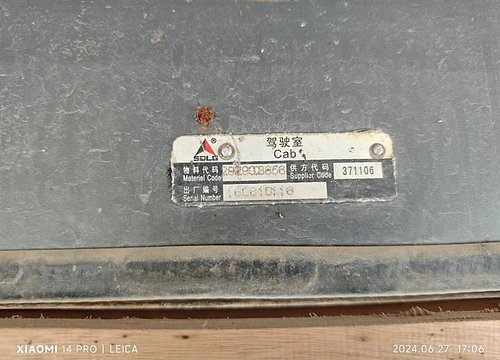 驾驶室
SDLG®
Cab
物料代码 供方代码
Materiel Code Supplier Code 371106
出厂编号
Serial Number
XIAOMI 14 PRO | LEICA
2024.06.27 17:06